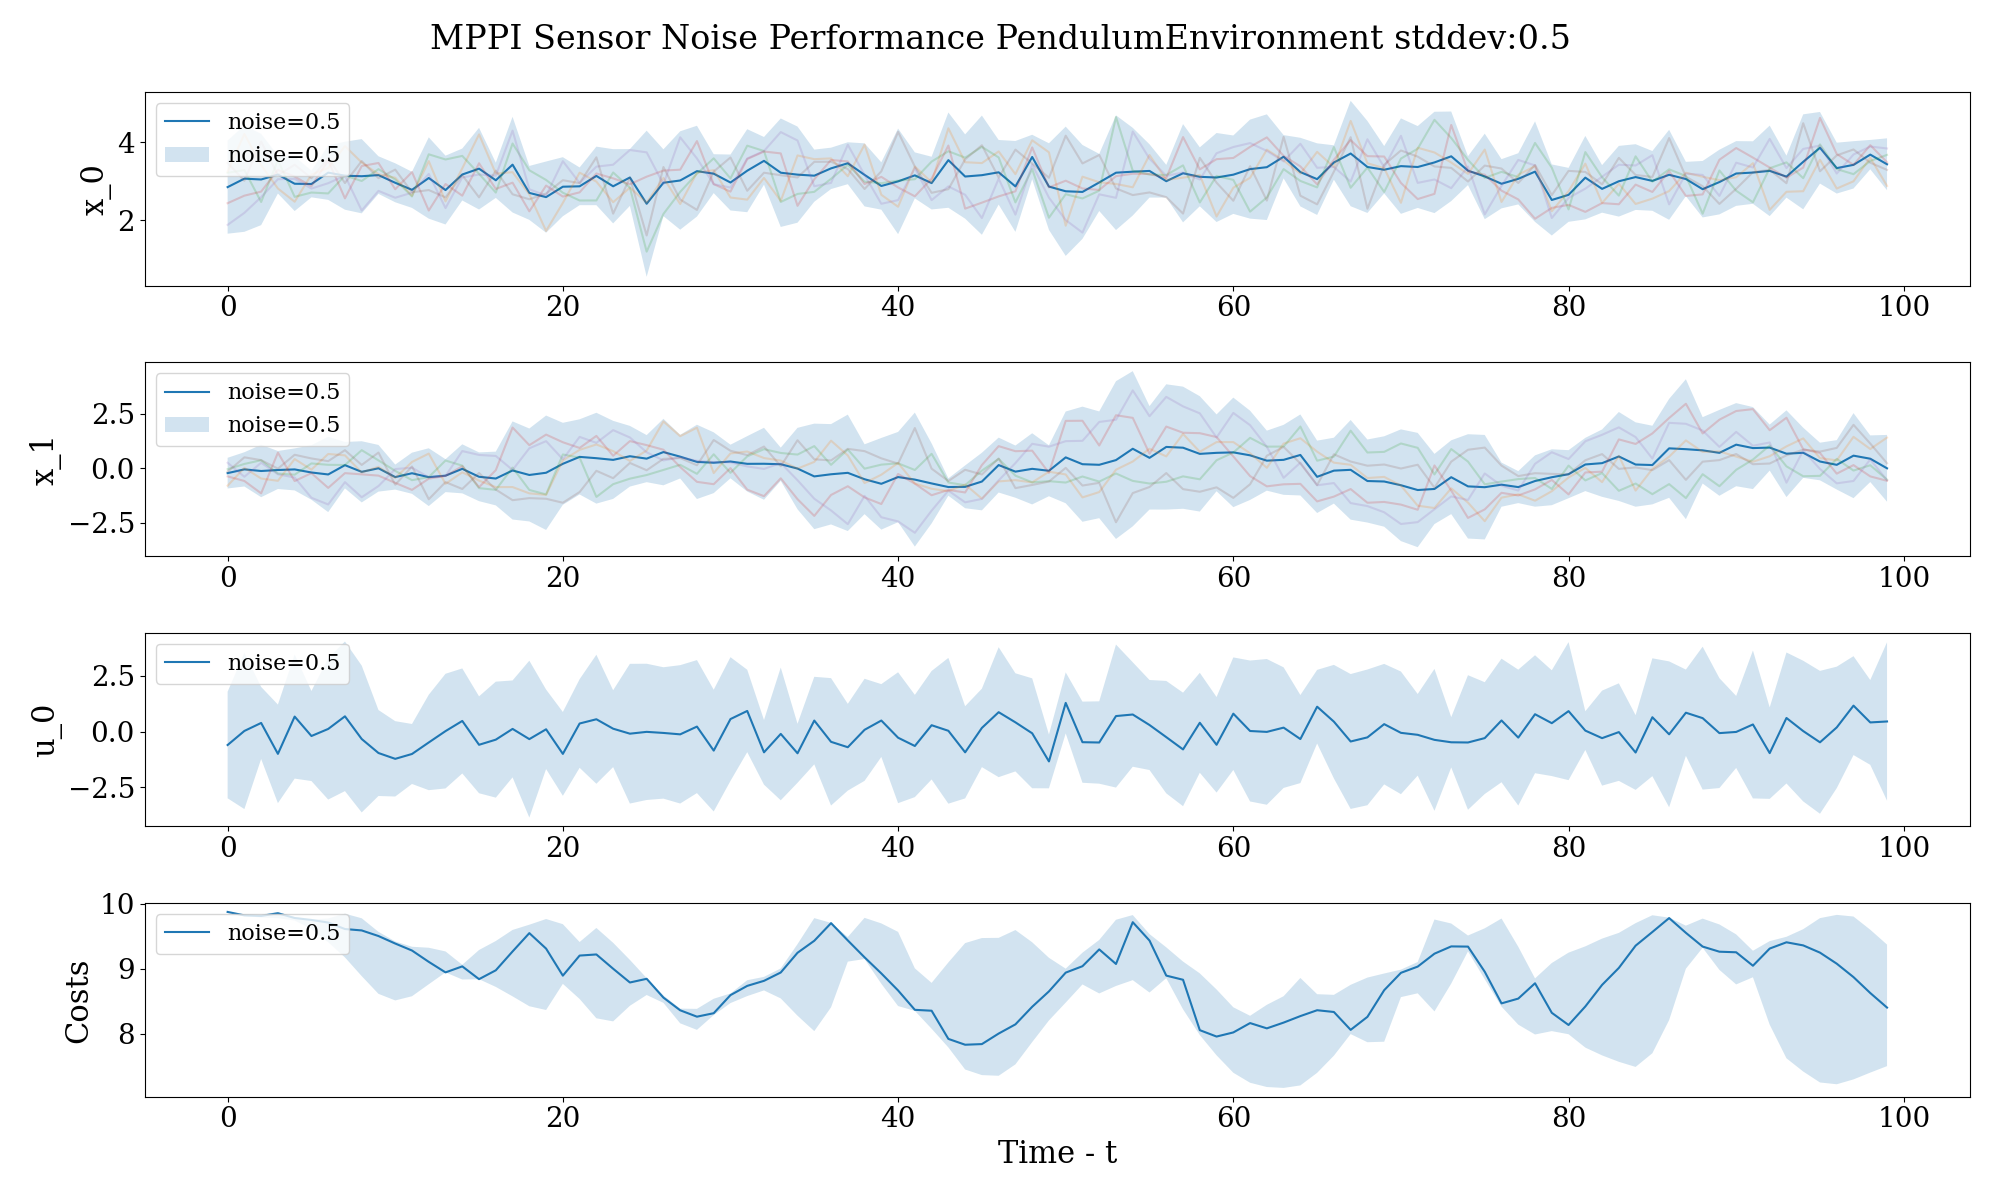 MPPI Sensor Noise Performance PendulumEnvironment stddev:0.5
noise=0.5
noise=0.5
x_0
4
2
0 20 40 60 80 100
noise=0.5
noise=0.5
x_1
2.5
0.0
−2.5
0 20 40 60 80 100
noise=0.5
u_0
2.5
0.0
−2.5
0 20 40 60 80 100
noise=0.5
Costs
10
9
8
0 20 40 60 80 100
Time - t